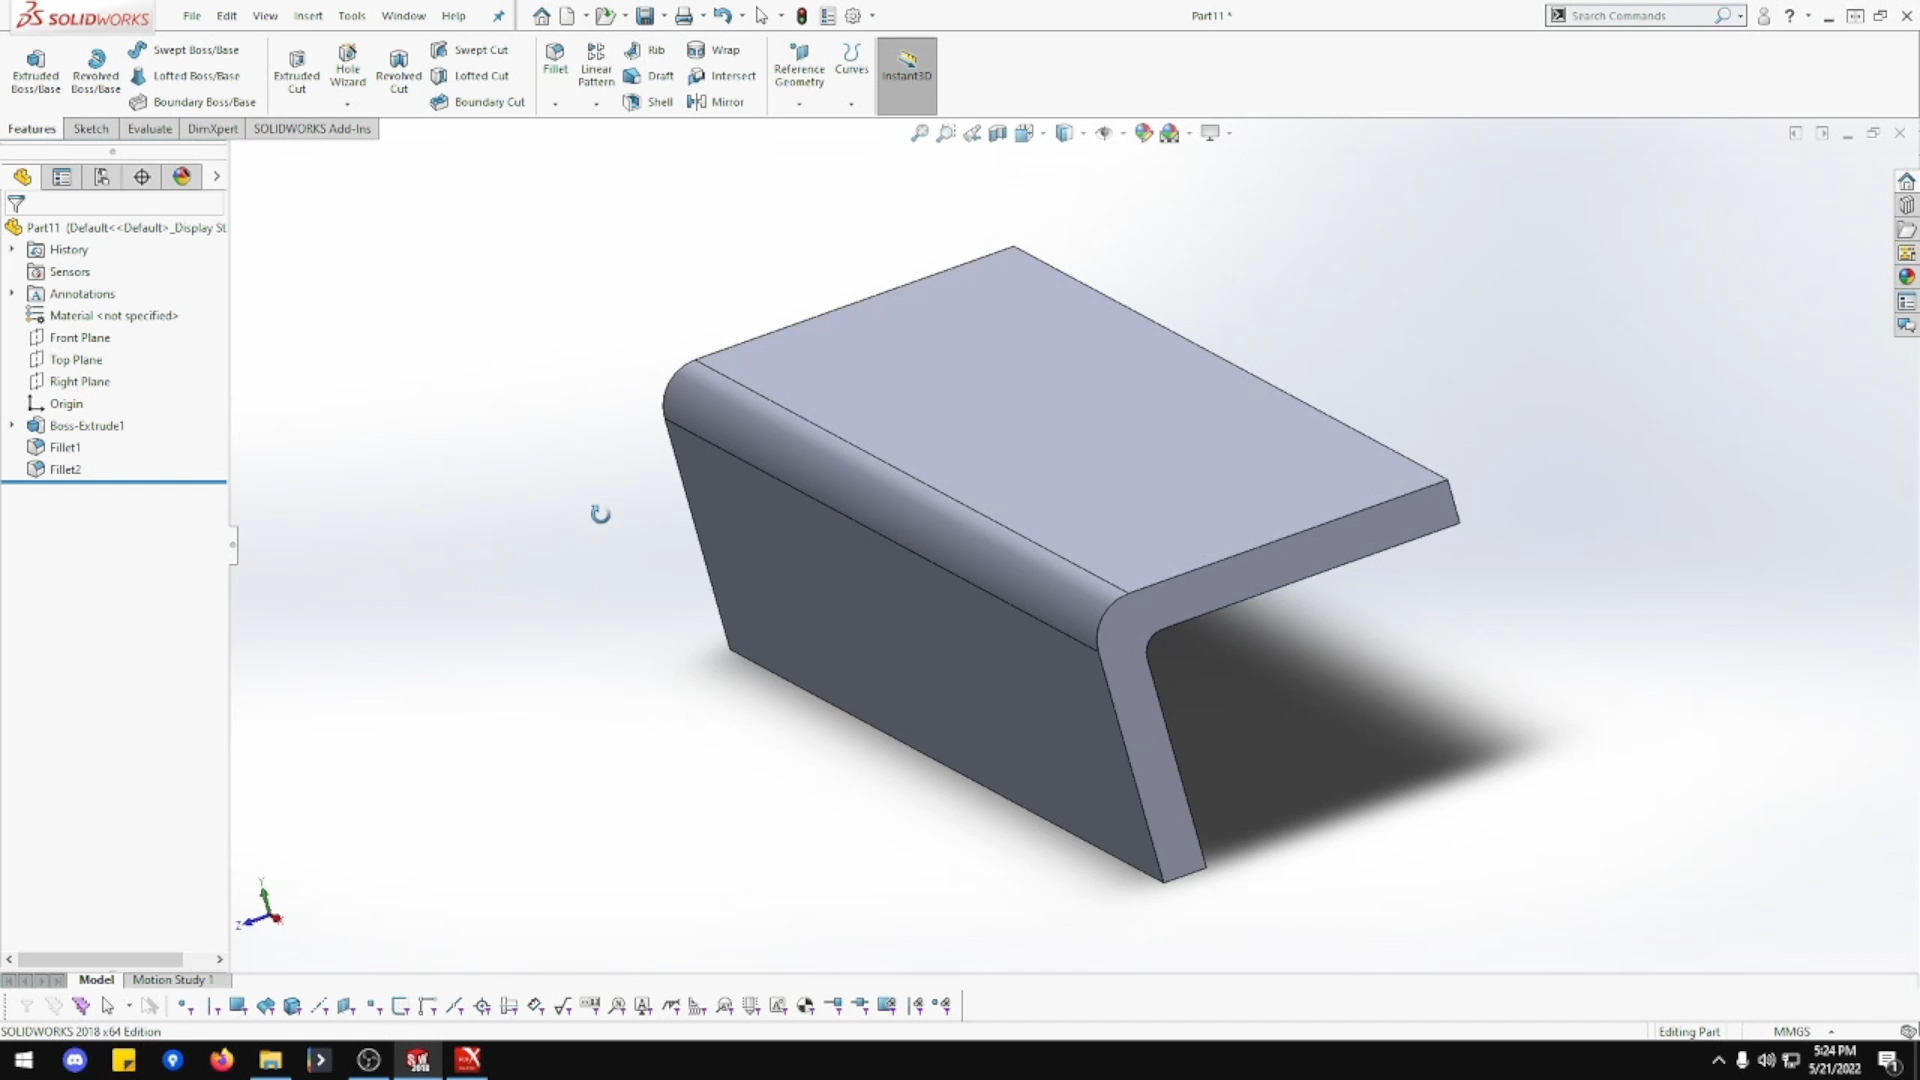 SOLIDWORKS File Edit View Insert Tools Window Help Part11 * Search Commands
Extruded Boss/Base
Revolved Boss/Base
Swept Boss/Base
Lofted Boss/Base
Boundary Boss/Base
Extruded Cut
Hole Wizard
Revolved Cut
Swept Cut
Lofted Cut
Boundary Cut
Fillet
Linear Pattern
Rib
Draft
Shell
Wrap
Intersect
Mirror
Reference Geometry
Curves
Instant3D
Features Sketch Evaluate DimXpert SOLIDWORKS Add-Ins
Part11 (Default<<Default>_Display St
History
Sensors
Annotations
Material <not specified>
Front Plane
Top Plane
Right Plane
Origin
Boss-Extrude1
Fillet1
Fillet2
Y
Z
Model Motion Study 1
SOLIDWORKS 2018 x64 Edition Editing Part MMGS
5:24 PM
5/21/2022